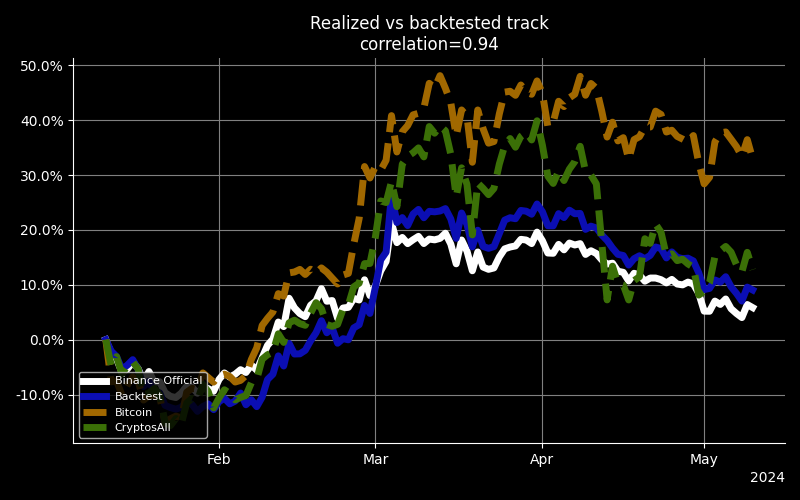 Realized vs backtested track
correlation=0.94
50.0%
40.0%
30.0%
20.0%
10.0%
0.0%
-10.0%
Binance Official
Backtest
Bitcoin
CryptosAll
Feb
Mar
Apr
May
2024